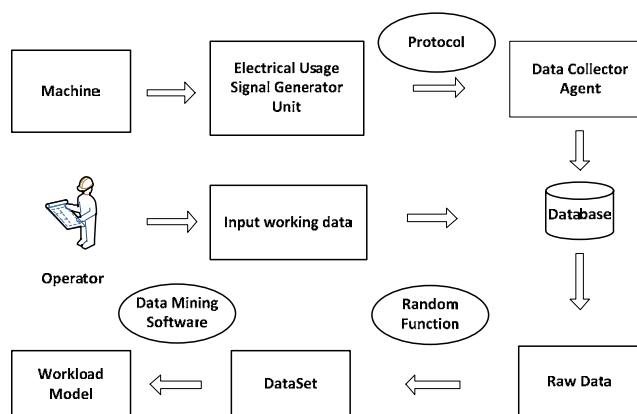 Protocol
Machine
Electrical Usage
Signal Generator
Unit
Data Collector
Agent
Input working data
Database
Operator
Data Mining
Software
Random
Function
Workload
Model
DataSet
Raw Data